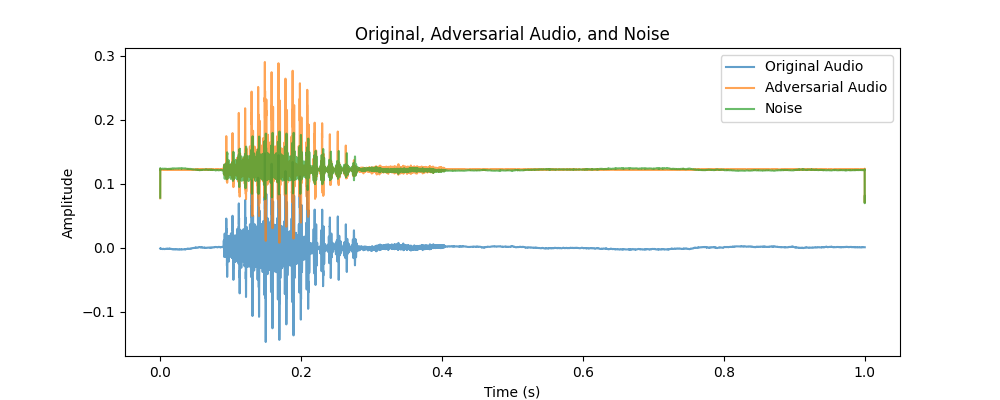 Original, Adversarial Audio, and Noise
Original Audio
Adversarial Audio
Noise
Amplitude
0.3
0.2
0.1
0.0
−0.1
0.0 0.2 0.4 0.6 0.8 1.0
Time (s)